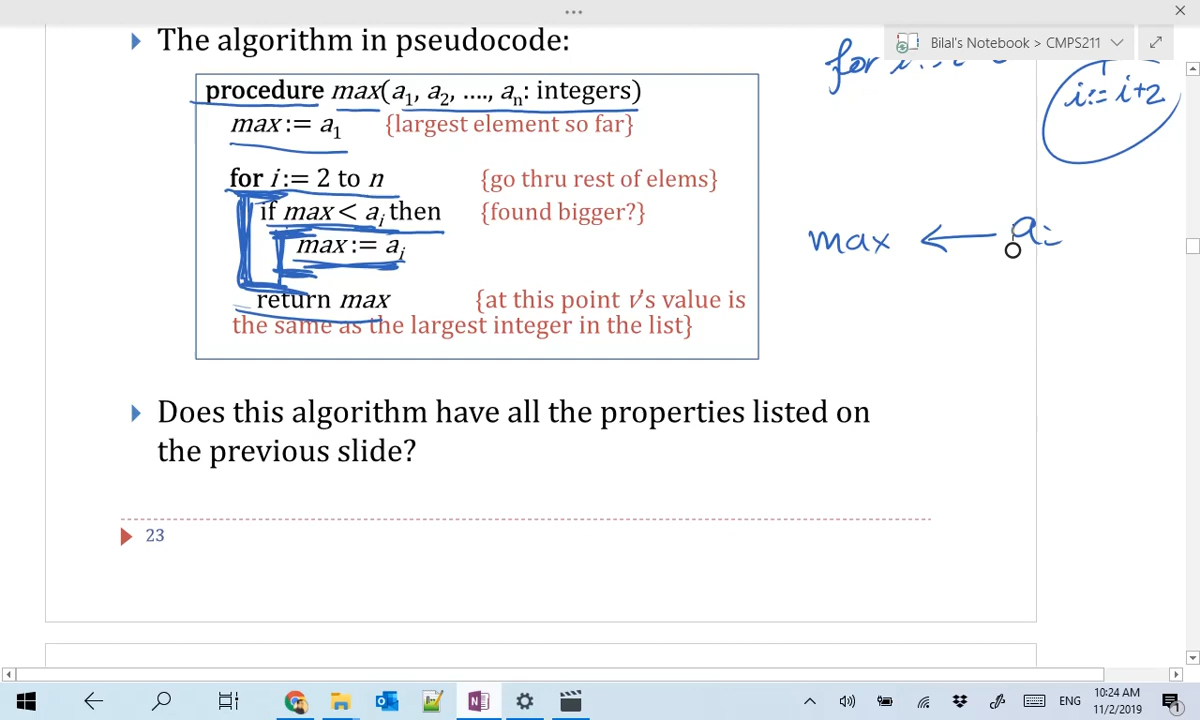 Bilal's Notebook > CMPS211
The algorithm in pseudocode:
for
i:= i+2
procedure max(a1, a2, ...., an: integers)
max := a1 {largest element so far}
for i:= 2 to n {go thru rest of elems}
if max < ai then {found bigger?}
max := ai
max ← a:
return max {at this point v's value is
the same as the largest integer in the list}
Does this algorithm have all the properties listed on
the previous slide?
23
ENG
10:24 AM
11/2/2019
1